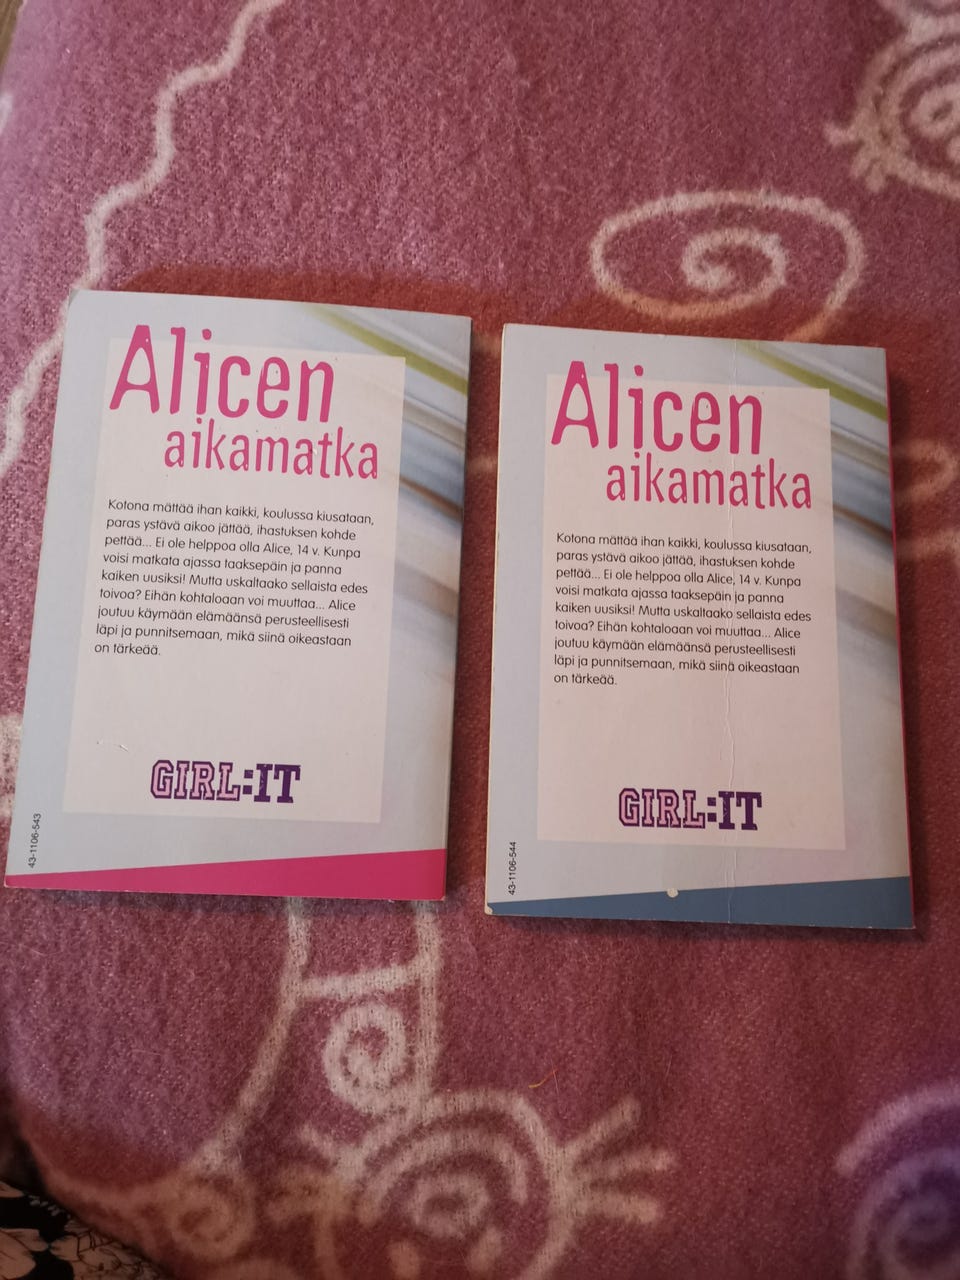 Alicen
aikamatka
Kotona mättää ihan kaikki, koulussa kiusataan,
paras ystävä aikoo jättää, ihastuksen kohde
pettää... Ei ole helppoa olla Alice, 14 v. Kunpa
voisi matkata ajassa taaksepäin ja panna
kaiken uusiksi! Mutta uskaltaako sellaista edes
toivoa? Eihän kohtaloaan voi muuttaa... Alice
joutuu käymään elämäänsä perusteellisesti
läpi ja punnitsemaan, mikä siinä oikeastaan
on tärkeää.
GIRL:IT
43-1106-543
Alicen
aikamatka
Kotona mättää ihan kaikki, koulussa kiusataan,
paras ystävä aikoo jättää, ihastuksen kohde
pettää... Ei ole helppoa olla Alice, 14 v. Kunpa
voisi matkata ajassa taaksepäin ja panna
kaiken uusiksi! Mutta uskaltaako sellaista edes
toivoa? Eihän kohtaloaan voi muuttaa... Alice
joutuu käymään elämäänsä perusteellisesti
läpi ja punnitsemaan, mikä siinä oikeastaan
on tärkeää.
GIRL:IT
43-1106-544